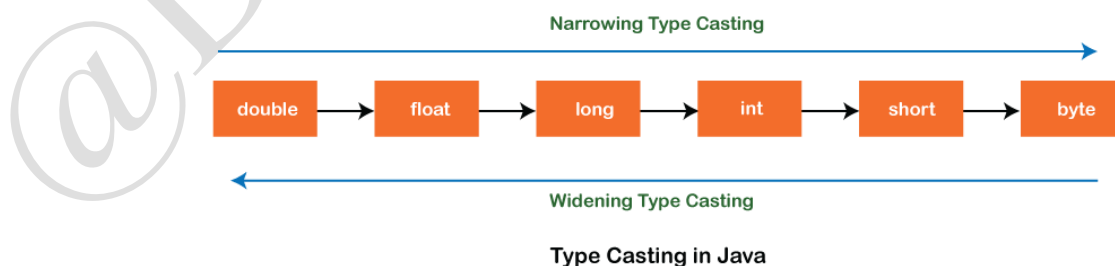 Narrowing Type Casting
double float long int short byte
Widening Type Casting
Type Casting in Java